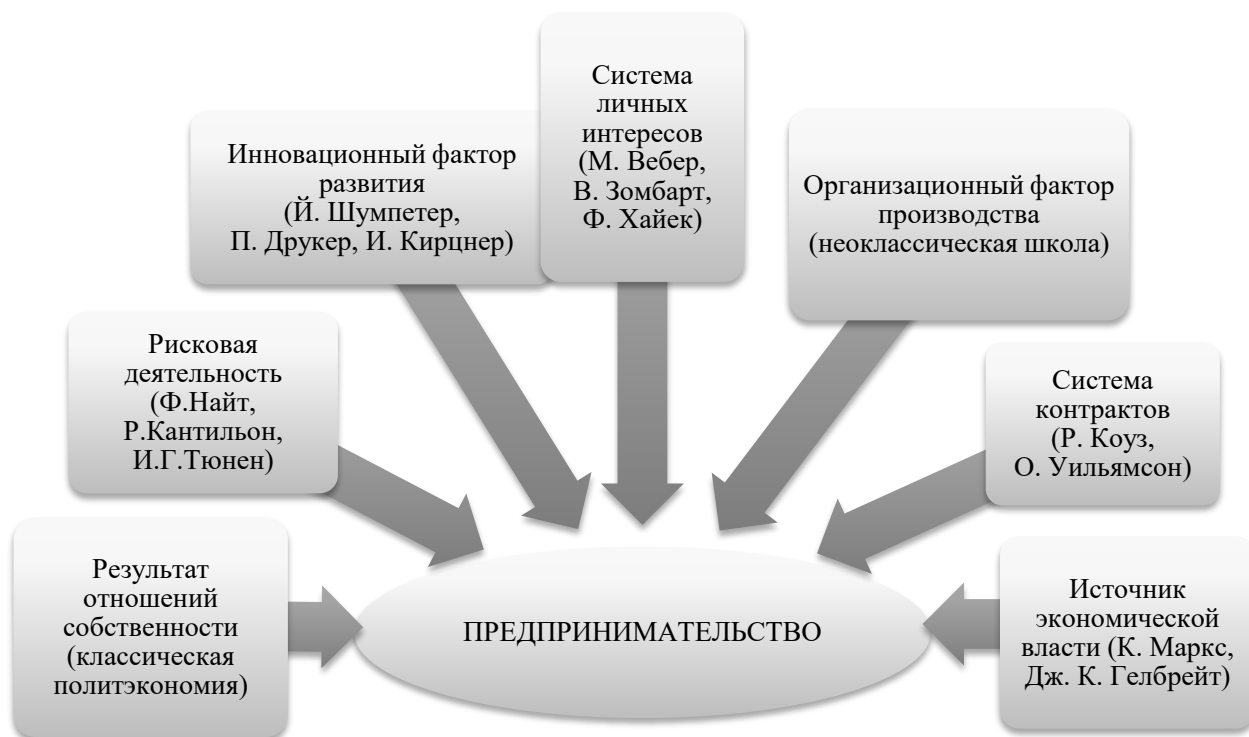 Результат
отношений
собственности
(классическая
политэкономия)
Рисковая
деятельность
(Ф.Найт,
Р.Кантильон,
И.Г.Тюнен)
Инновационный фактор
развития
(Й. Шумпетер,
П. Друкер, И. Кирцнер)
Система
личных
интересов
(М. Вебер,
В. Зомбарт,
Ф. Хайек)
Организационный фактор
производства
(неоклассическая школа)
Система
контрактов
(Р. Коуз,
О. Уильямсон)
Источник
экономической
власти (К. Маркс,
Дж. К. Гелбрейт)
ПРЕДПРИНИМАТЕЛЬСТВО